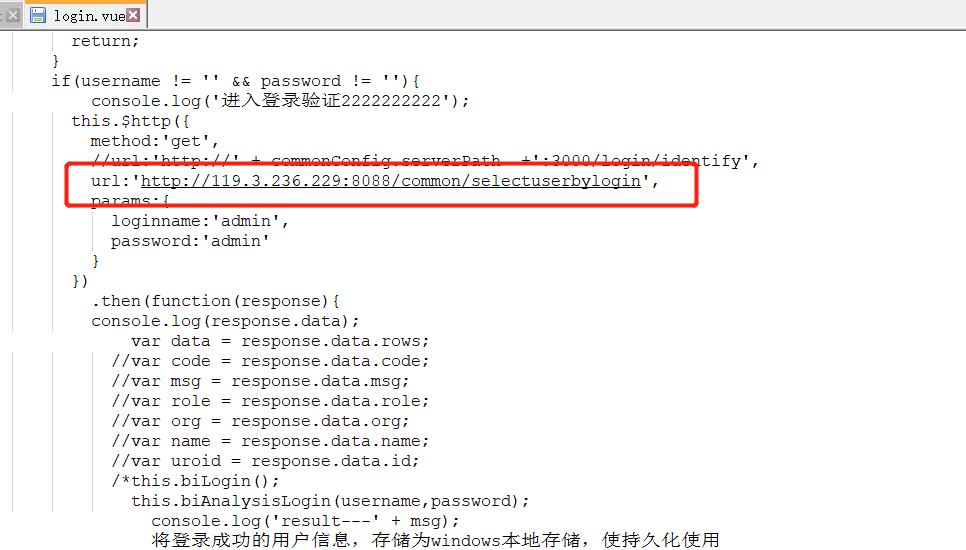 login.vue
return;
}
if(username != '' && password != ''){
console.log('进入登录验证2222222222');
this.$http({
method:'get',
//url:'http://' + commonConfig.serverPath +':3000/login/identify',
url:'http://119.3.236.229:8088/common/selectuserbylogin',
params:{
loginname:'admin',
password:'admin'
}
})
.then(function(response){
console.log(response.data);
var data = response.data.rows;
//var code = response.data.code;
//var msg = response.data.msg;
//var role = response.data.role;
//var org = response.data.org;
//var name = response.data.name;
//var uroid = response.data.id;
/*this.biLogin();
this.biAnalysisLogin(username,password);
console.log('result---' + msg);
将登录成功的用户信息，存储为windows本地存储，使持久化使用